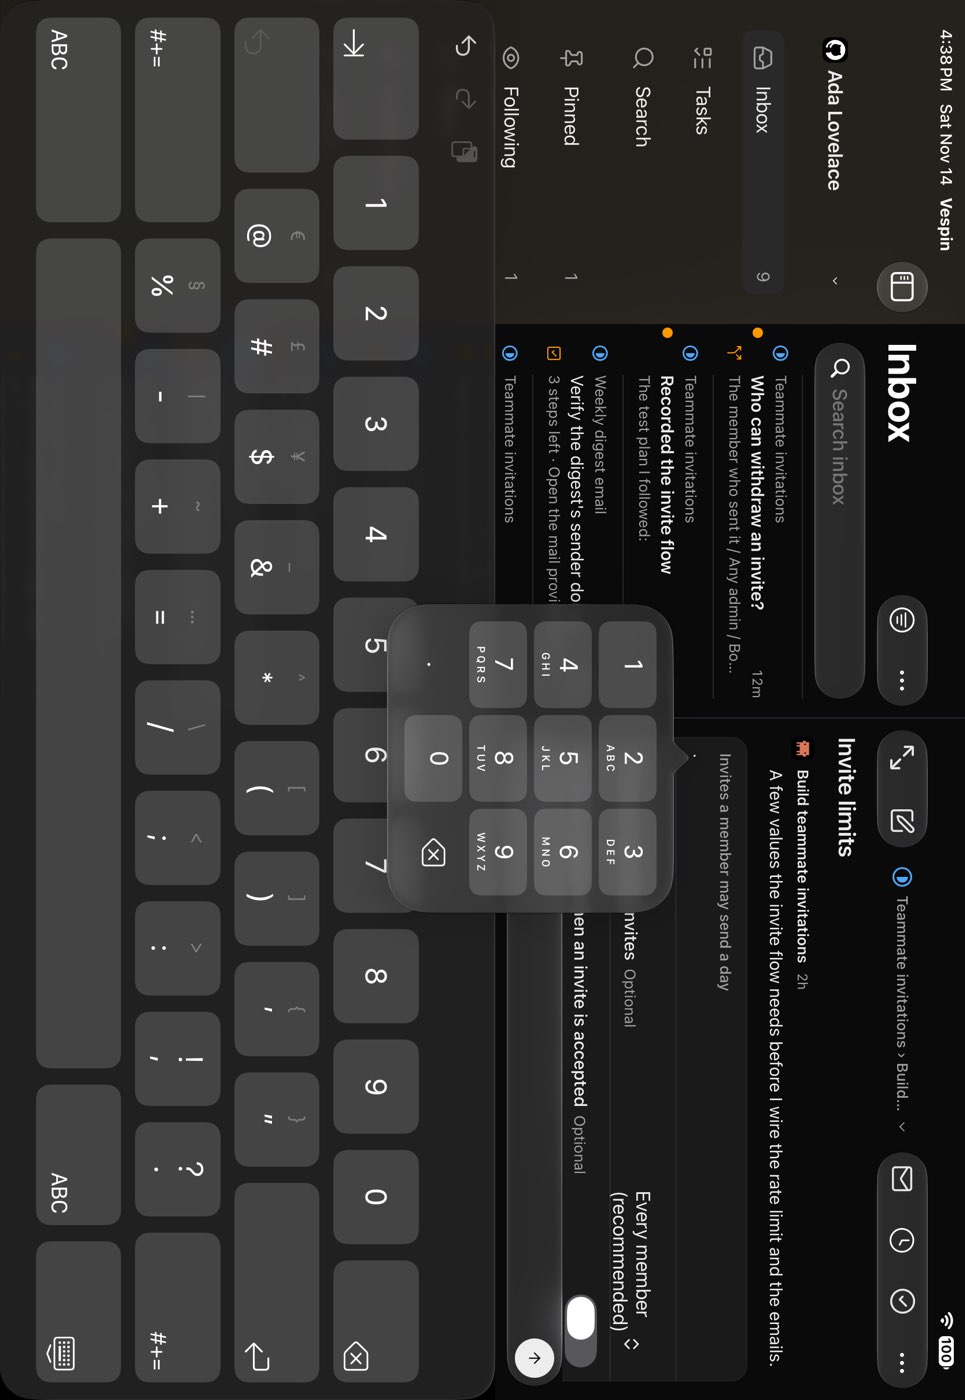 4:38 PM Sat Nov 14 Vespin
100
Ada Lovelace
Inbox 9
Tasks
Search
Pinned 1
Following 1
Inbox
Search inbox
Teammate invitations
Who can withdraw an invite? 12m
The member who sent it / Any admin / Bo...
Teammate invitations
Recorded the invite flow
The test plan I followed:
Weekly digest email
Verify the digest's sender do
3 steps left · Open the mail provi
Teammate invitations
Teammate invitations › Build...
Invite limits
Build teammate invitations 2h
A few values the invite flow needs before I wire the rate limit and the emails.
Invites a member may send a day
.
nvites Optional
Every member
(recommended)
en an invite is accepted Optional
1 2 3
ABC DEF
4 5 6
GHI JKL MNO
7 8 9
PQRS TUV WXYZ
. 0
1 2 3 4 5 6 7 8 9 0
€ £ ¥ _ ^ [ ] { }
@ # $ & * ( ) ' "
§ | ~ … \ < > ! ?
#+= % - + = / ; : , . #+=
ABC ABC